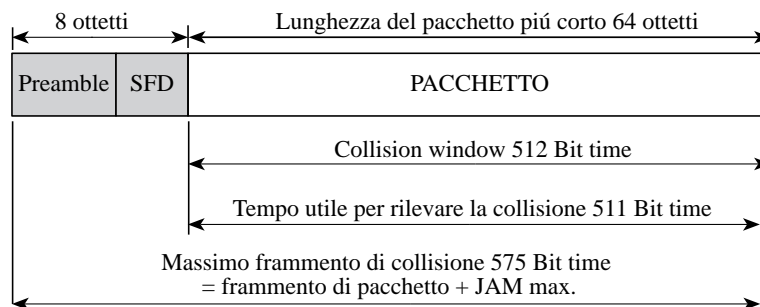 8 ottetti
Lunghezza del pacchetto piú corto 64 ottetti
Preamble
SFD
PACCHETTO
Collision window 512 Bit time
Tempo utile per rilevare la collisione 511 Bit time
Massimo frammento di collisione 575 Bit time
= frammento di pacchetto + JAM max.